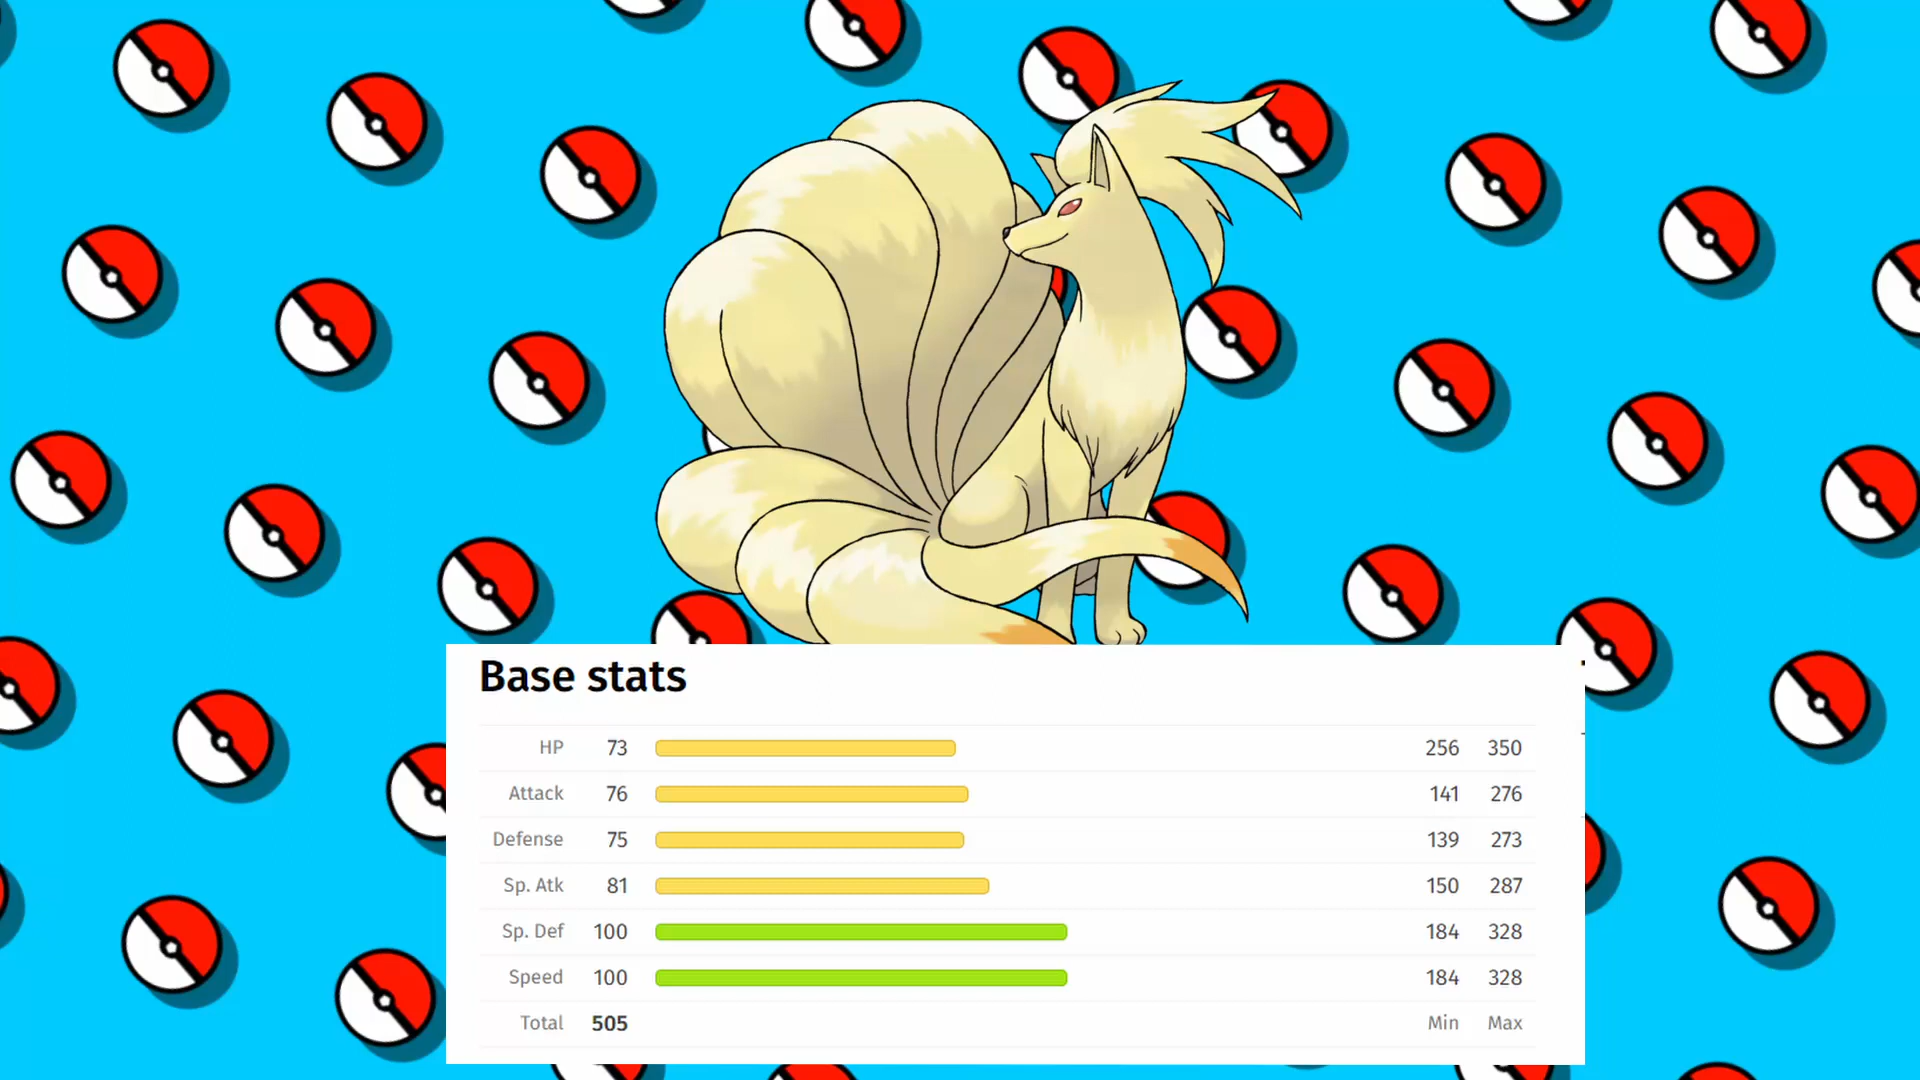 Base stats
HP 73 256 350
Attack 76 141 276
Defense 75 139 273
Sp. Atk 81 150 287
Sp. Def 100 184 328
Speed 100 184 328
Total 505 Min Max